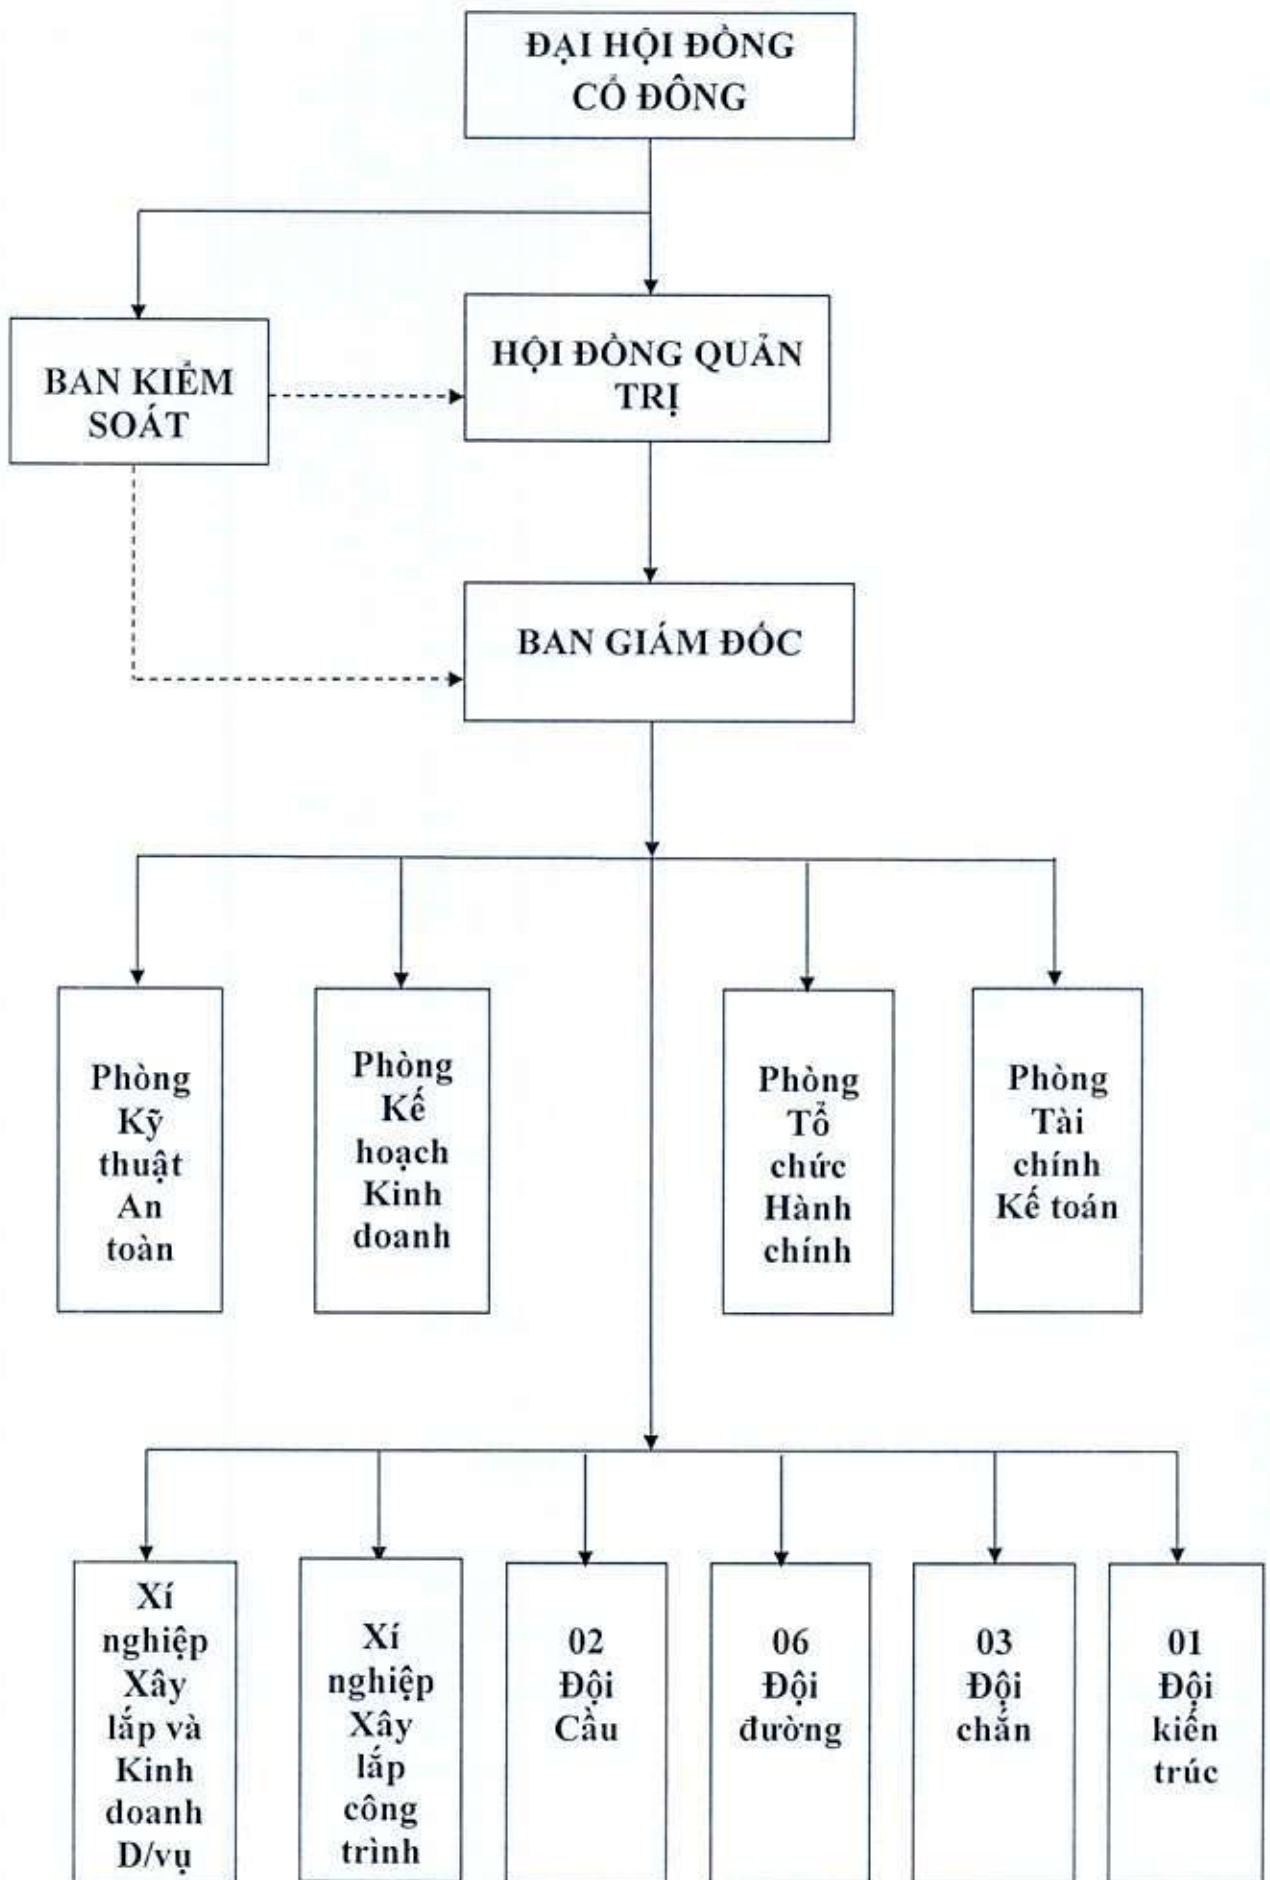 ĐẠI HỘI ĐỒNG
CỔ ĐÔNG
BAN KIỂM
SOÁT
HỘI ĐỒNG QUẢN
TRỊ
BAN GIÁM ĐỐC
Phòng
Kỹ
thuật
An
toàn
Phòng
Kế
hoạch
Kinh
doanh
Phòng
Tổ
chức
Hành
chính
Phòng
Tài
chính
Kế toán
Xí
nghiệp
Xây
lắp và
Kinh
doanh
D/vụ
Xí
nghiệp
Xây
lắp
công
trình
02
Đội
Cầu
06
Đội
đường
03
Đội
chắn
01
Đội
kiến
trúc